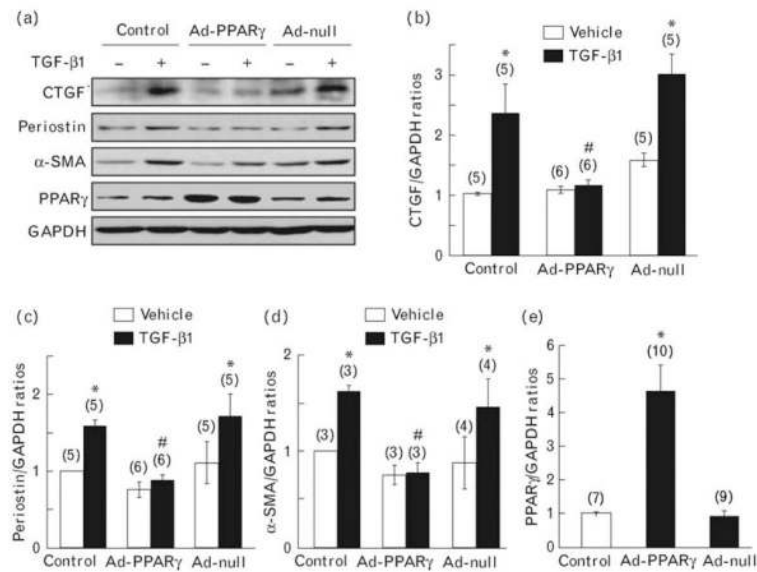 (a)
Control Ad-PPARγ Ad-null
TGF-β1 − + − + − +
CTGF
Periostin
α-SMA
PPARγ
GAPDH
(b)
Vehicle
TGF-β1
CTGF/GAPDH ratios
4
3
2
1
0
(5)
*
(5)
(6)
#
(6)
(5)
*
(5)
Control Ad-PPARγ Ad-null
(c)
Vehicle
TGF-β1
Periostin/GAPDH ratios
2
1
0
(5)
*
(5)
(6)
#
(6)
(5)
*
(5)
Control Ad-PPARγ Ad-null
(d)
Vehicle
TGF-β1
α-SMA/GAPDH ratios
2
1
0
(3)
*
(3)
(3)
#
(3)
(4)
*
(4)
Control Ad-PPARγ Ad-null
(e)
PPARγ/GAPDH ratios
6
5
4
3
2
1
0
(7)
*
(10)
(9)
Control Ad-PPARγ Ad-null